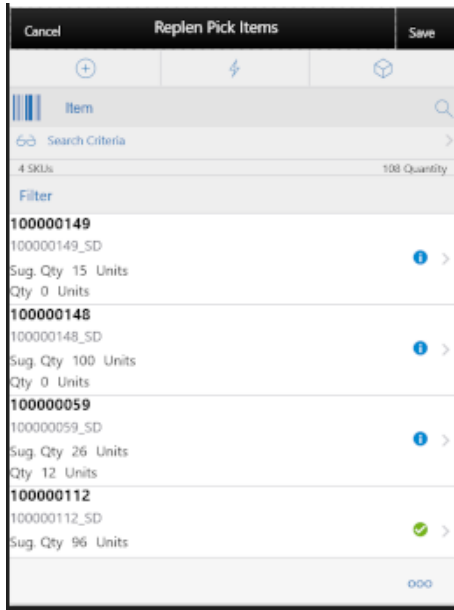 Cancel Replen Pick Items Save
Item
Search Criteria
4 SKUs 108 Quantity
Filter
100000149
100000149_SD
Sug. Qty 15 Units
Qty 0 Units
100000148
100000148_SD
Sug. Qty 100 Units
Qty 0 Units
100000059
100000059_SD
Sug. Qty 26 Units
Qty 12 Units
100000112
100000112_SD
Sug. Qty 96 Units